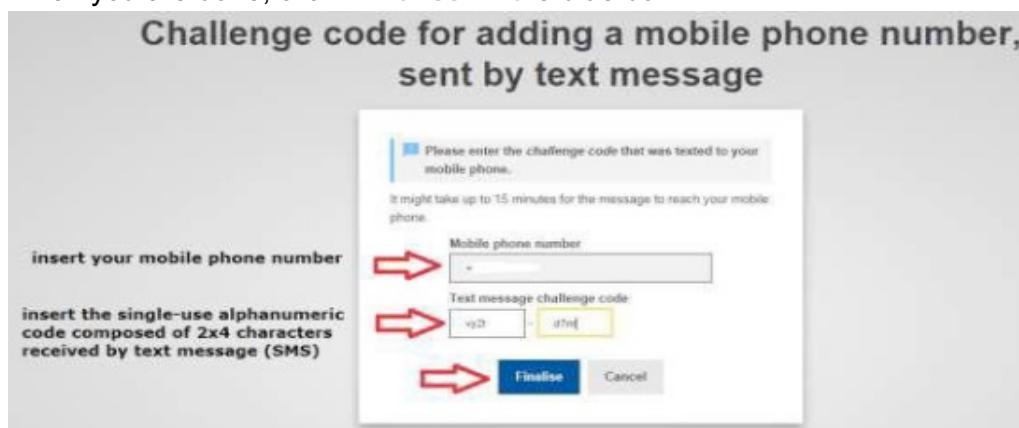 Challenge code for adding a mobile phone number,
sent by text message
Please enter the challenge code that was texted to your
mobile phone.
It might take up to 15 minutes for the message to reach your mobile
phone.
insert your mobile phone number
Mobile phone number
+
insert the single-use alphanumeric
code composed of 2x4 characters
received by text message (SMS)
Text message challenge code
-
Finalise
Cancel